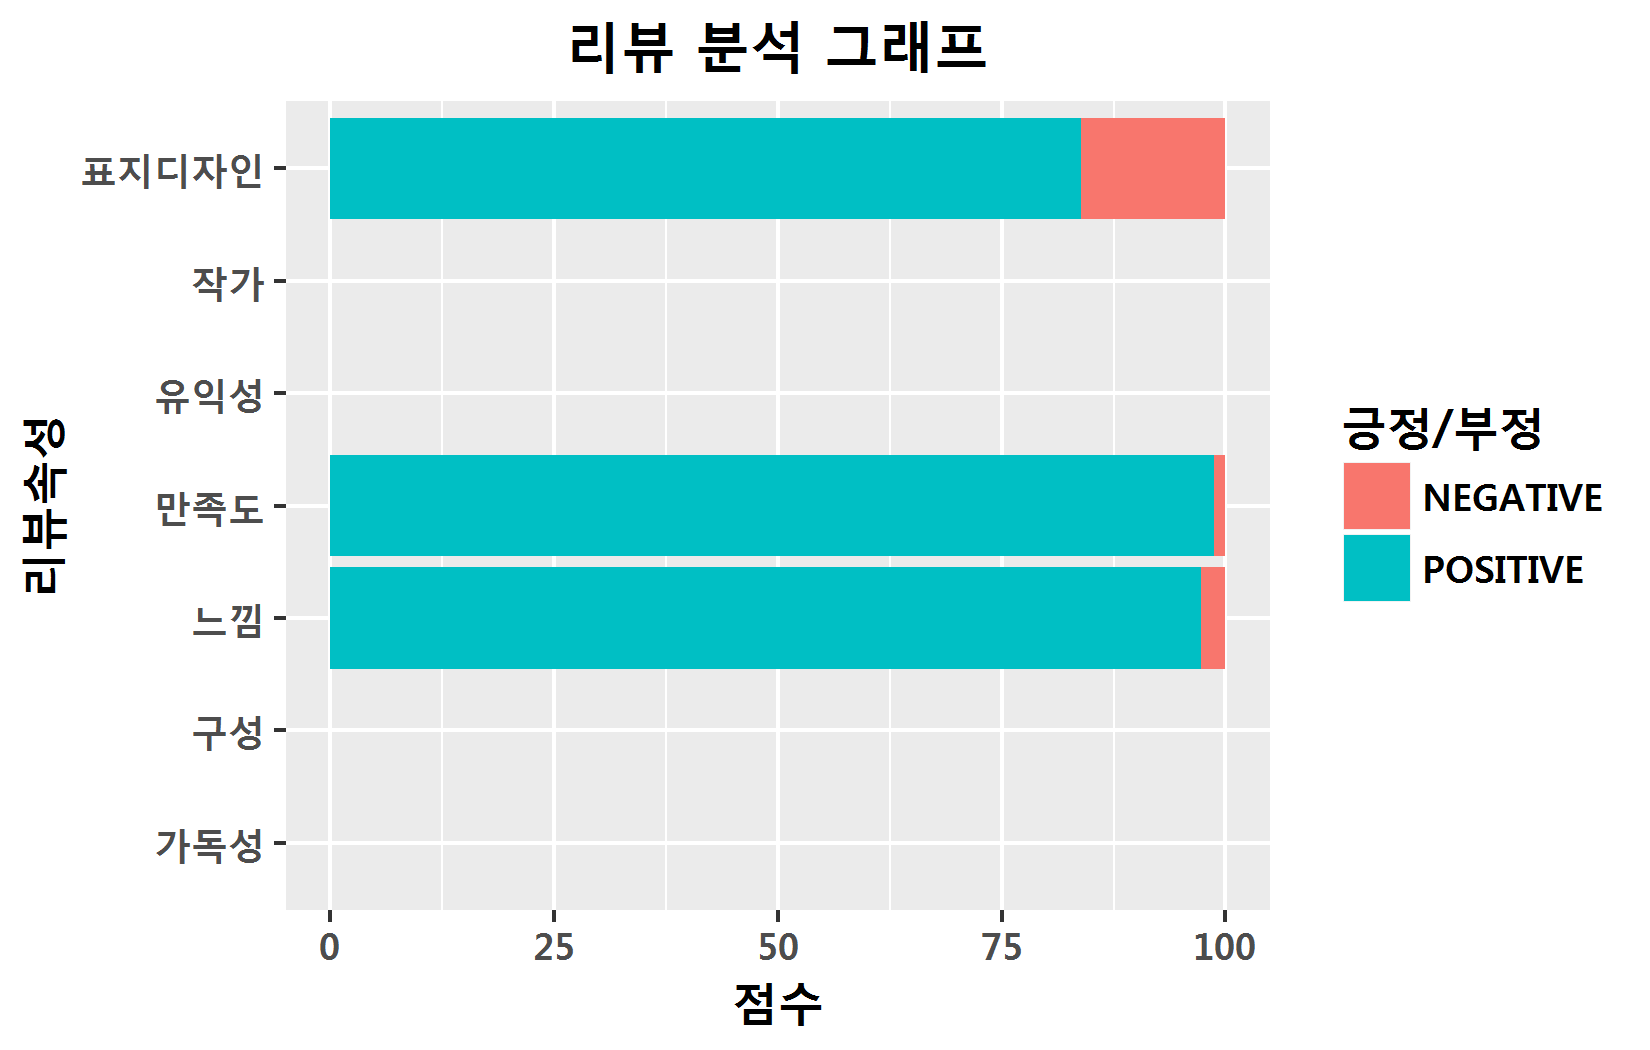 리뷰 분석 그래프
표지디자인
작가
유익성
만족도
느낌
구성
가독성
리뷰속성
0 25 50 75 100
점수
긍정/부정
NEGATIVE
POSITIVE